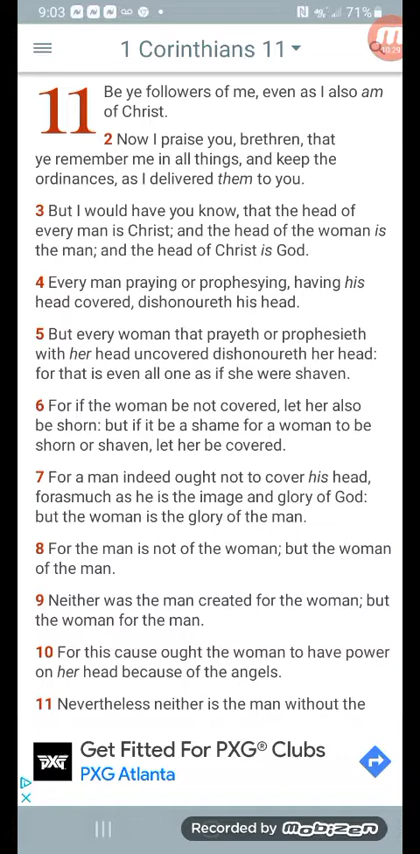 9:03 71%
10:29
1 Corinthians 11
11 Be ye followers of me, even as I also am
of Christ.
2 Now I praise you, brethren, that
ye remember me in all things, and keep the
ordinances, as I delivered them to you.
3 But I would have you know, that the head of
every man is Christ; and the head of the woman is
the man; and the head of Christ is God.
4 Every man praying or prophesying, having his
head covered, dishonoureth his head.
5 But every woman that prayeth or prophesieth
with her head uncovered dishonoureth her head:
for that is even all one as if she were shaven.
6 For if the woman be not covered, let her also
be shorn: but if it be a shame for a woman to be
shorn or shaven, let her be covered.
7 For a man indeed ought not to cover his head,
forasmuch as he is the image and glory of God:
but the woman is the glory of the man.
8 For the man is not of the woman; but the woman
of the man.
9 Neither was the man created for the woman; but
the woman for the man.
10 For this cause ought the woman to have power
on her head because of the angels.
11 Nevertheless neither is the man without the
PXG
Get Fitted For PXG® Clubs
PXG Atlanta
Recorded by mobizen